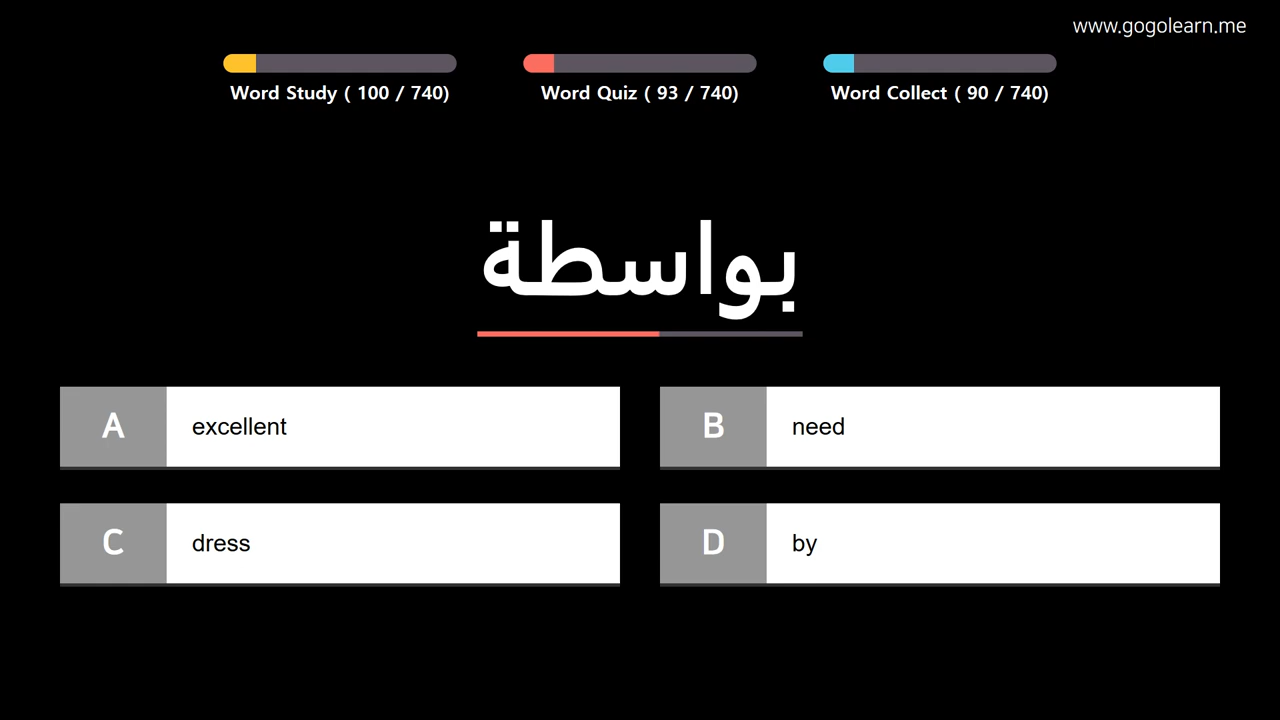 www.gogolearn.me
Word Study ( 100 / 740)
Word Quiz ( 93 / 740)
Word Collect ( 90 / 740)
بواسطة
A excellent
B need
C dress
D by